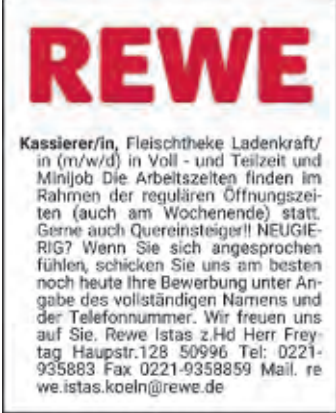 REWE
Kassierer/in, Fleischtheke Ladenkraft/
in (m/w/d) in Voll - und Teilzeit und
Minijob Die Arbeitszeiten finden im
Rahmen der regulären Öffnungszei-
ten (auch am Wochenende) statt.
Gerne auch Quereinsteiger!! NEUGIE-
RIG? Wenn Sie sich angesprochen
fühlen, schicken Sie uns am besten
noch heute Ihre Bewerbung unter An-
gabe des vollständigen Namens und
der Telefonnummer. Wir freuen uns
auf Sie. Rewe Istas z.Hd Herr Frey-
tag Haupstr.128 50996 Tel: 0221-
935883 Fax 0221-9358859 Mail. re
we.istas.koeln@rewe.de